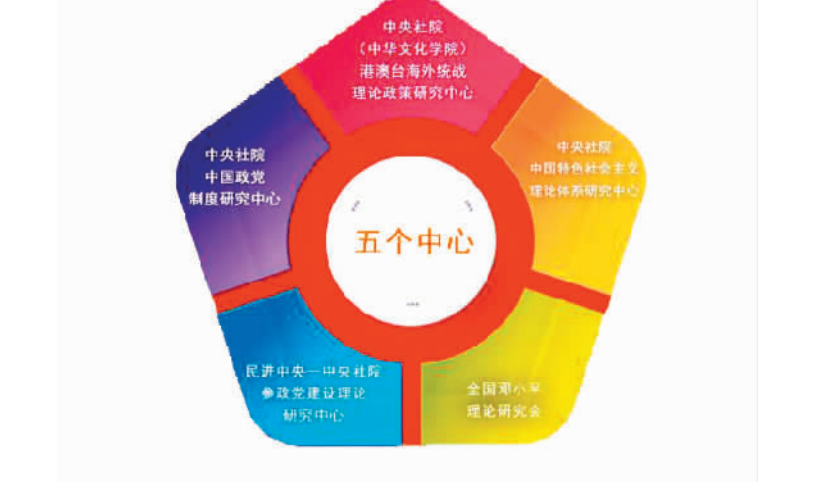 中央社院
（中华文化学院）
港澳台海外统战
理论政策研究中心
中央社院
中国特色社会主义
理论体系研究中心
中央社院
中国政党
制度研究中心
五个中心
民进中央—中央社院
参政党建设理论
研究中心
全国邓小平
理论研究会